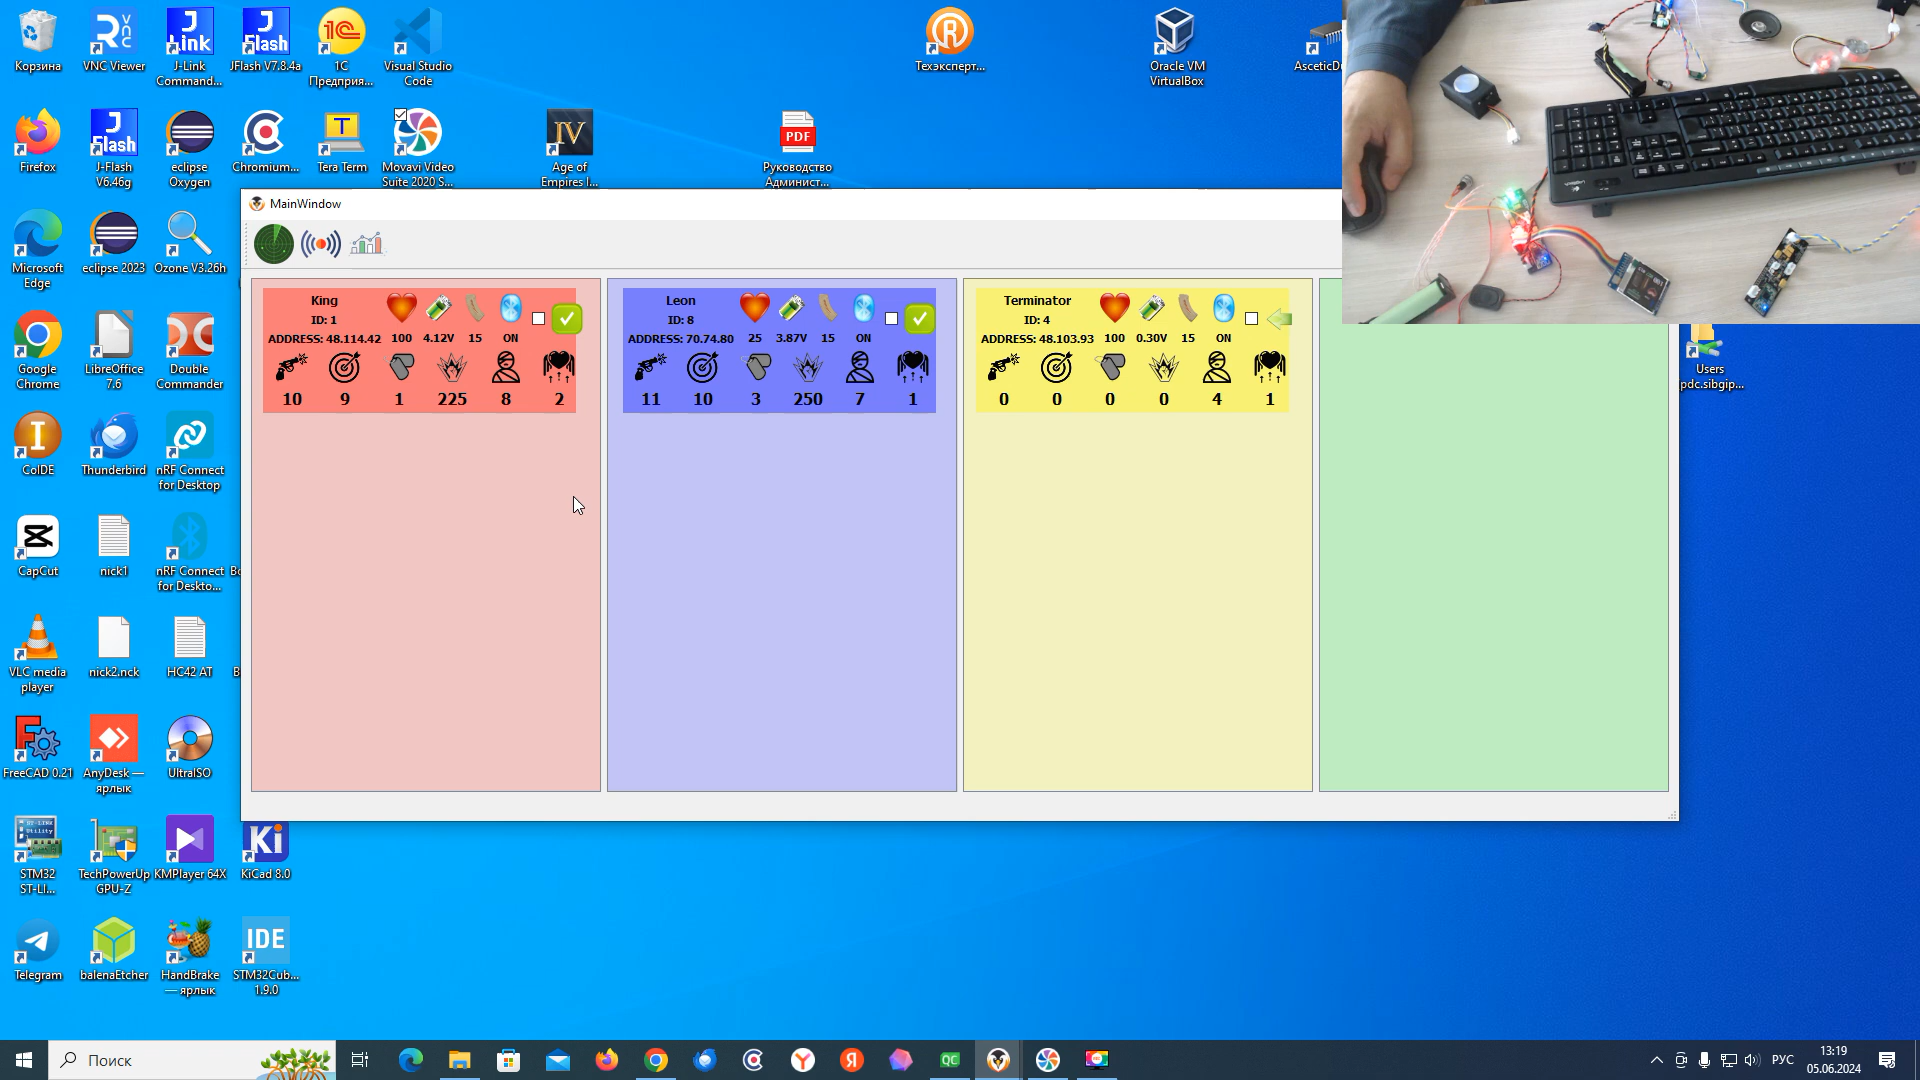 Корзина
VNC Viewer
J-Link
Command...
JFlash V7.8.4a
1C
Предприя...
Visual Studio
Code
Техэксперт...
Oracle VM
VirtualBox
Firefox
J-Flash
V6.46g
eclipse
Oxygen
Chromium...
Tera Term
Movavi Video
Suite 2020 S...
Age of
Empires I...
PDF
Руководство
Админист...
MainWindow
Microsoft
Edge
eclipse 2023
Ozone V3.26h
King
ID: 1
ADDRESS: 48.114.42
100
4.12V
15
ON
10
9
1
225
8
2
Leon
ID: 8
ADDRESS: 70.74.80
25
3.87V
15
ON
11
10
3
250
7
1
Terminator
ID: 4
ADDRESS: 48.103.93
100
0.30V
15
ON
0
0
0
0
4
1
Google
Chrome
LibreOffice
7.6
Double
Commander
Users
CoIDE
Thunderbird
nRF Connect
for Desktop
CapCut
nick1
nRF Connect
for Deskto...
VLC media
player
nick2.nck
HC42 AT
FreeCAD 0.21
AnyDesk —
ярлык
UltraISO
STM32
ST-LI...
TechPowerUp
GPU-Z
KMPlayer 64X
KiCad 8.0
Telegram
balenaEtcher
HandBrake
— ярлык
IDE
STM32Cub...
1.9.0
Поиск
QC
РУС
13:19
05.06.2024